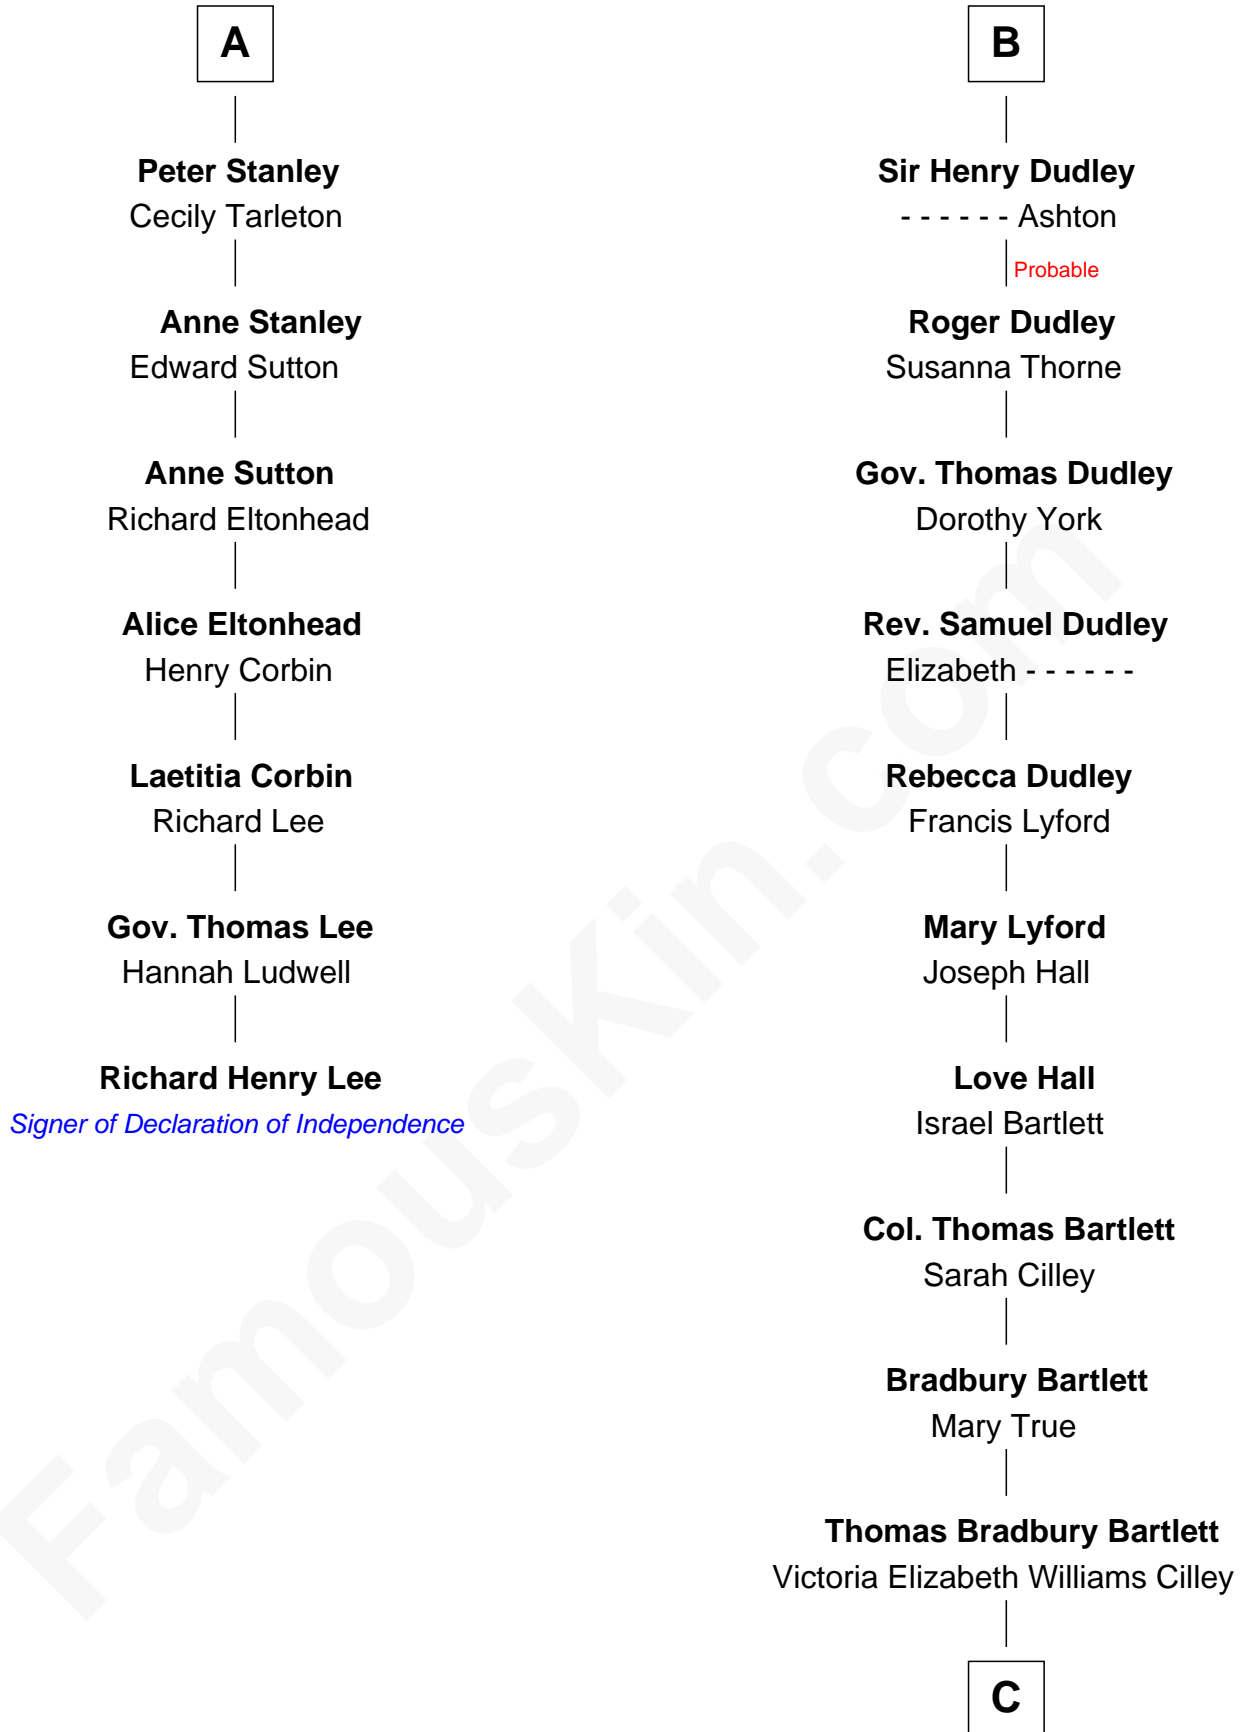 A
Peter Stanley
Cecily Tarleton
Anne Stanley
Edward Sutton
Anne Sutton
Richard Eltonhead
Alice Eltonhead
Henry Corbin
Laetitia Corbin
Richard Lee
Gov. Thomas Lee
Hannah Ludwell
Richard Henry Lee
Signer of Declaration of Independence
B
Sir Henry Dudley
- - - - - - Ashton
Probable
Roger Dudley
Susanna Thorne
Gov. Thomas Dudley
Dorothy York
Rev. Samuel Dudley
Elizabeth - - - - - -
Rebecca Dudley
Francis Lyford
Mary Lyford
Joseph Hall
Love Hall
Israel Bartlett
Col. Thomas Bartlett
Sarah Cilley
Bradbury Bartlett
Mary True
Thomas Bradbury Bartlett
Victoria Elizabeth Williams Cilley
C
FamousKin.com